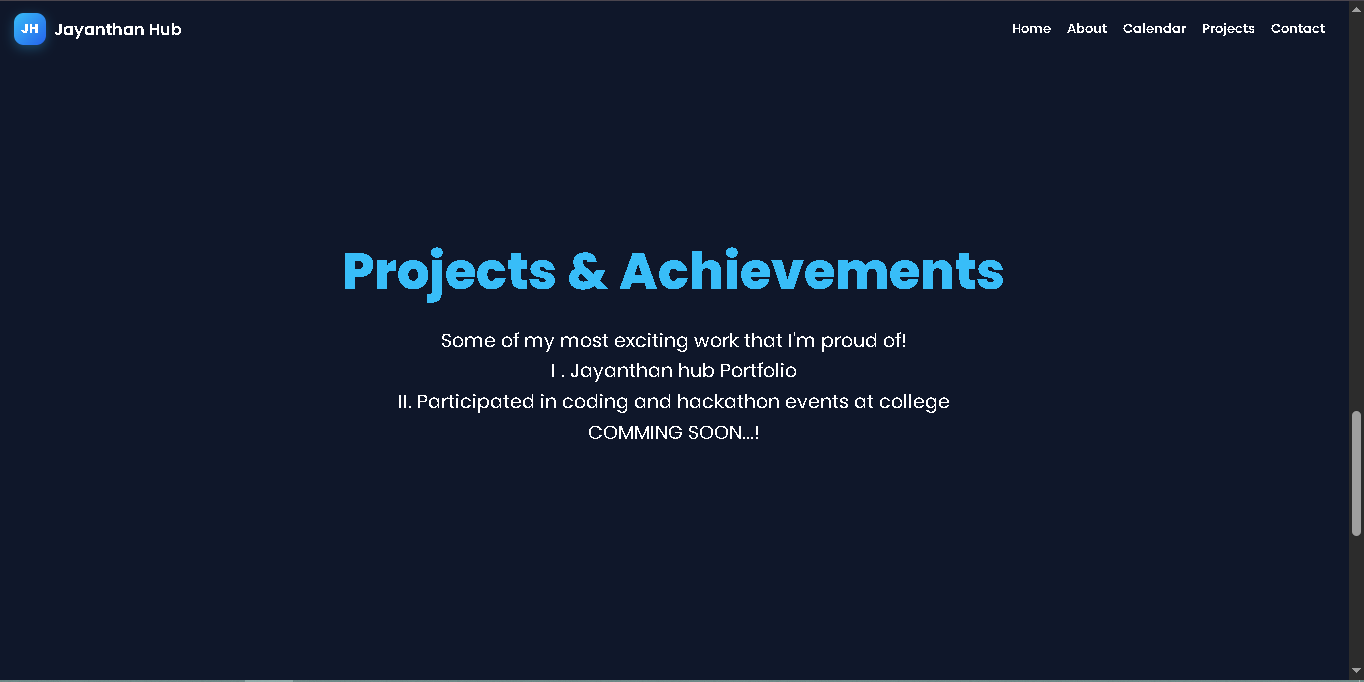 JH Jayanthan Hub
Home About Calendar Projects Contact
Projects & Achievements
Some of my most exciting work that I'm proud of!
I . Jayanthan hub Portfolio
II. Participated in coding and hackathon events at college
COMMING SOON...!